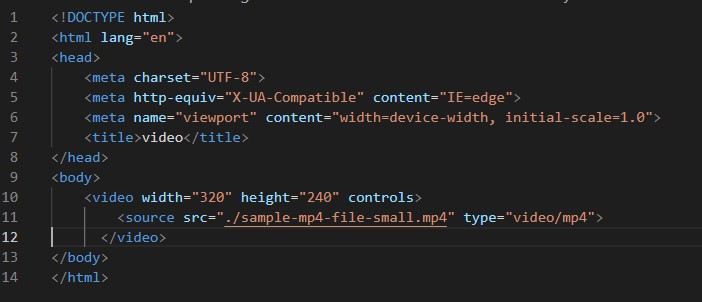 1 <!DOCTYPE html>
2 <html lang="en">
3 <head>
4     <meta charset="UTF-8">
5     <meta http-equiv="X-UA-Compatible" content="IE=edge">
6     <meta name="viewport" content="width=device-width, initial-scale=1.0">
7     <title>video</title>
8 </head>
9 <body>
10     <video width="320" height="240" controls>
11         <source src="./sample-mp4-file-small.mp4" type="video/mp4">
12       </video>
13 </body>
14 </html>